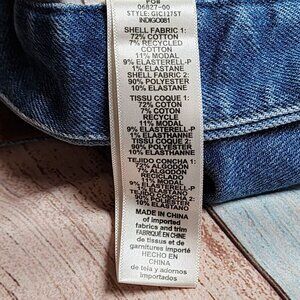 PO#
06827-00
STYLE: GIC1175T
INDIGO081
SHELL FABRIC 1:
72% COTTON
7% RECYCLED
COTTON
11% MODAL
9% ELASTERELL-P
1% ELASTANE
SHELL FABRIC 2:
90% POLYESTER
10% ELASTANE
TISSU COQUE 1:
72% COTON
7% COTON
RECYCLE
11% MODAL
9% ELASTERELL-P
1% ELASTHANNE
TISSU COQUE 2:
90% POLYESTER
10% ELASTHANNE
TEJIDO CONCHA 1:
72% ALGODÓN
7% ALGODÓN
RECICLADO
11% MODAL
9% ELASTERELL-P
1% ELASTANO
TEJIDO CONCHA 2:
90% POLIÉSTER
10% ELASTANO
MADE IN CHINA
of imported
fabrics and trim
FABRIQUÉ EN CHINE
de tissus et de
garnitures importé
HECHO EN
CHINA
de tela y adornos
importados